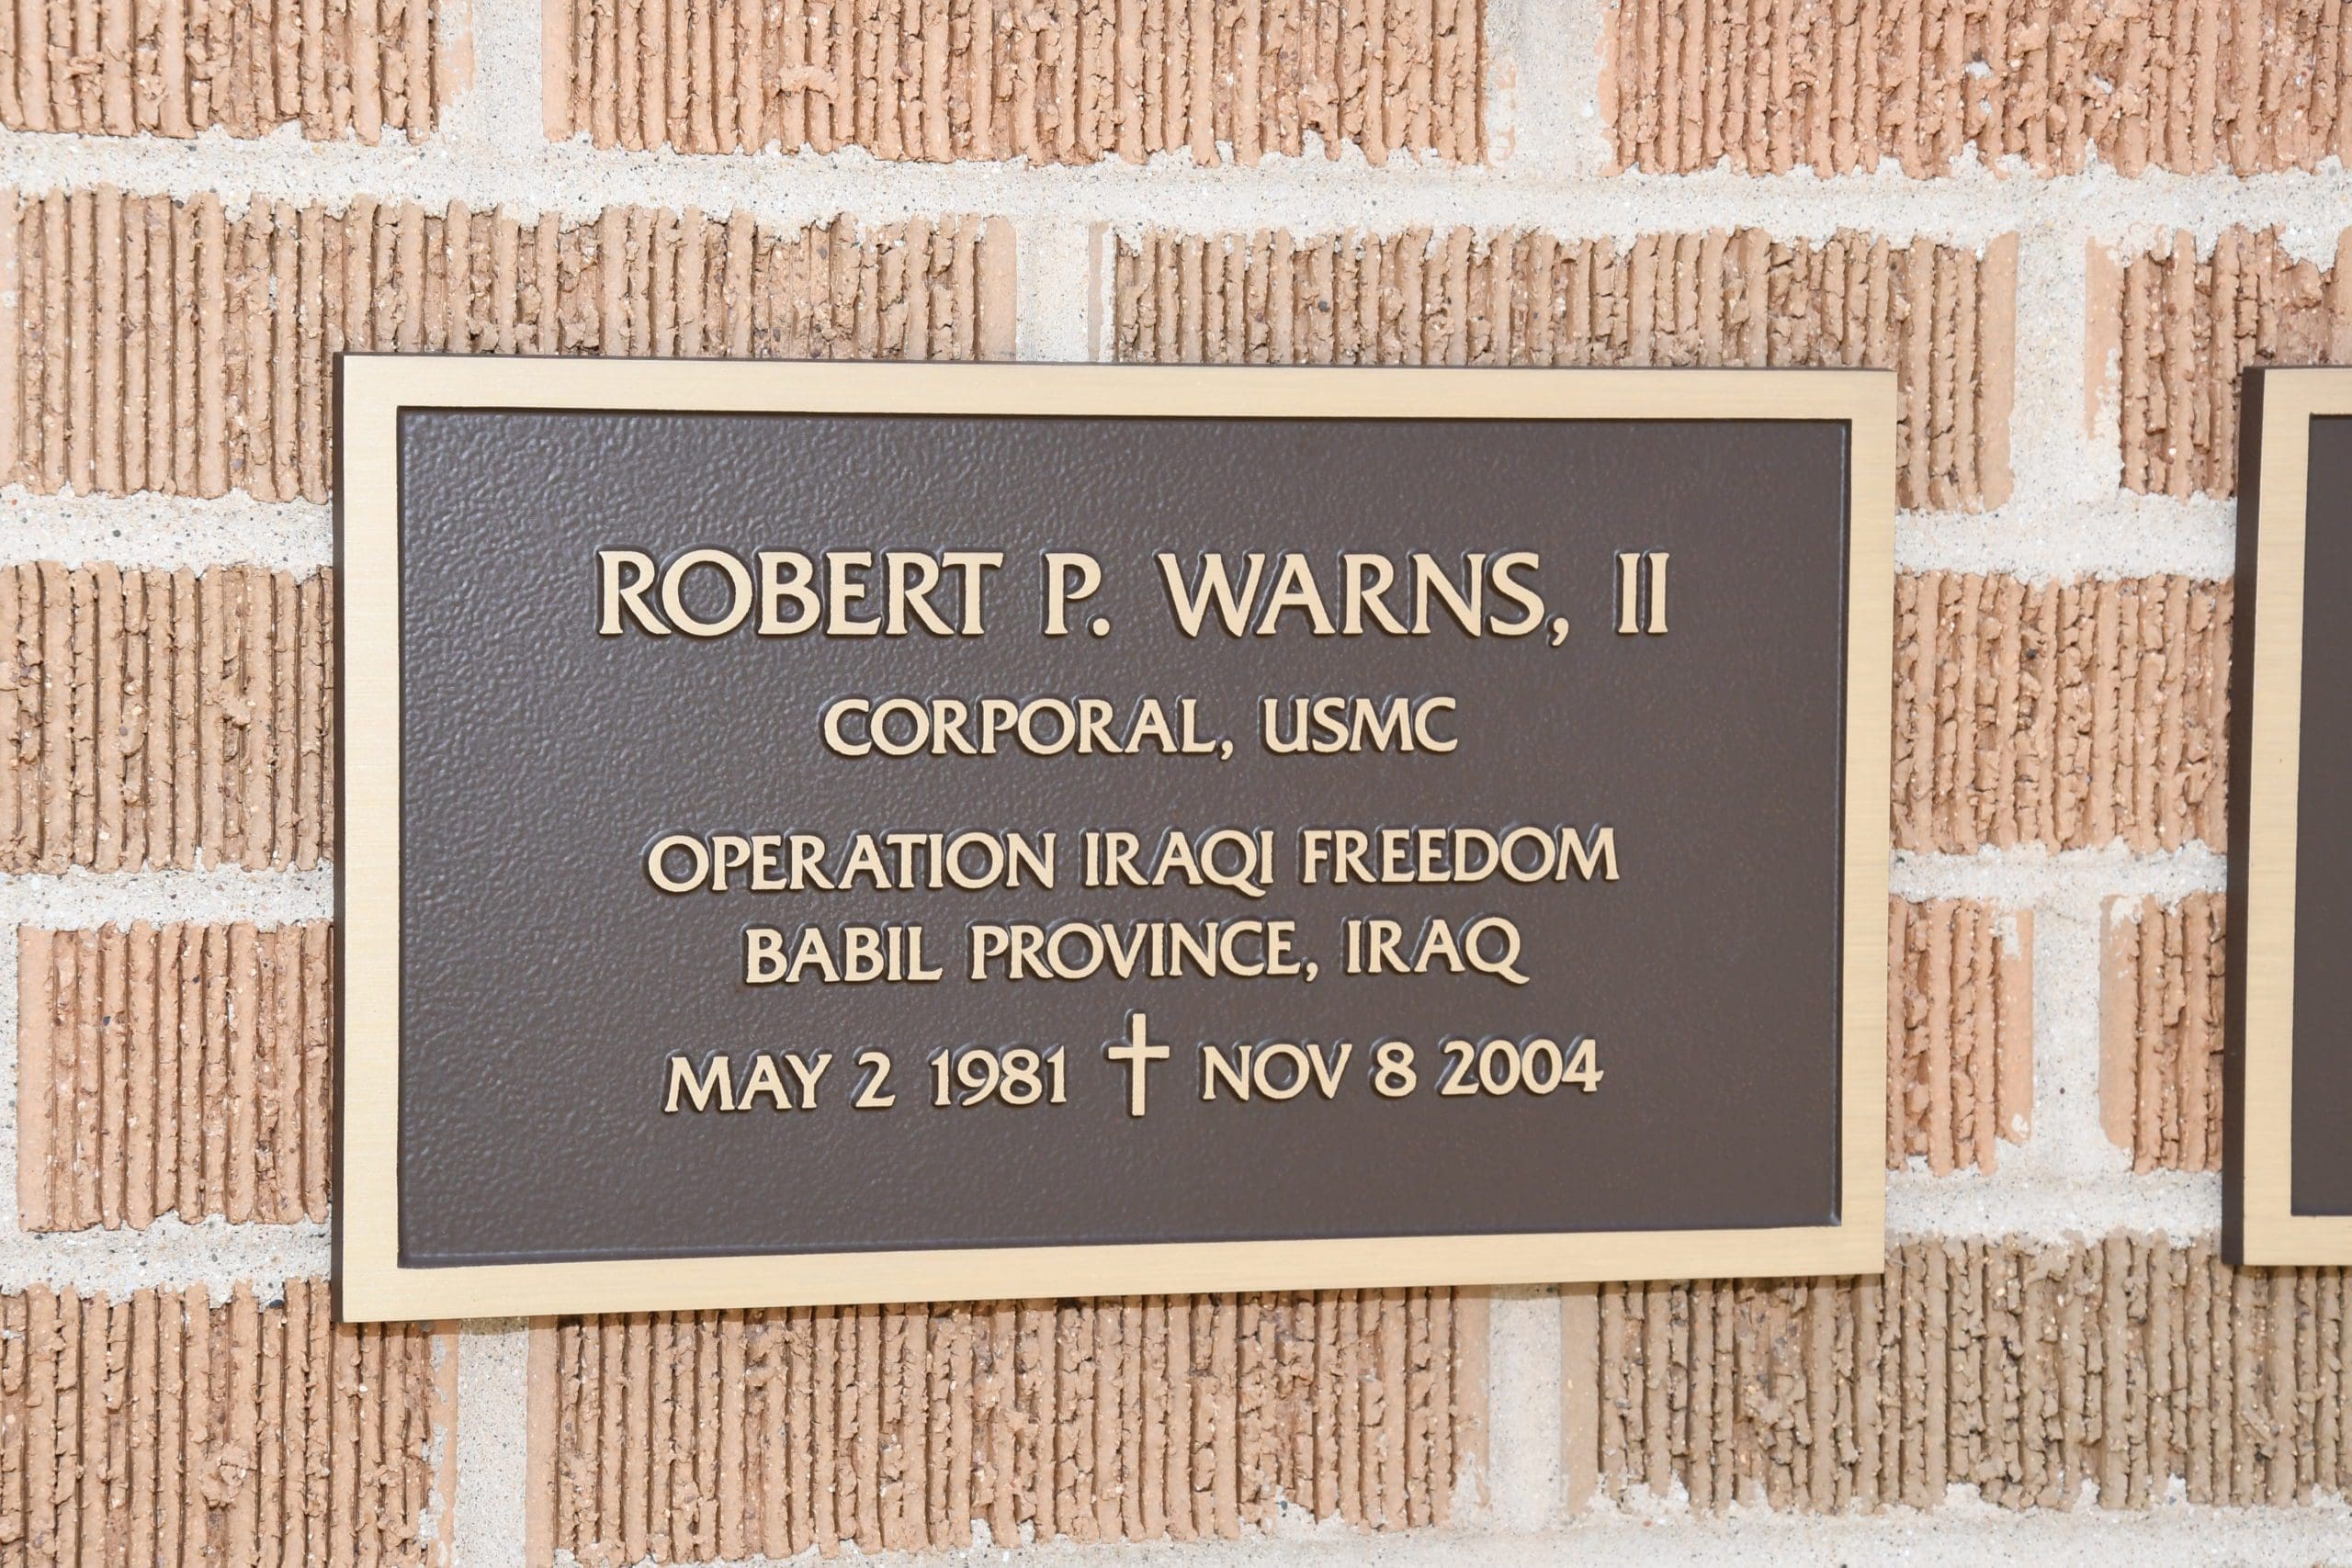 ROBERT P. WARNS, II
CORPORAL, USMC
OPERATION IRAQI FREEDOM
BABIL PROVINCE, IRAQ
MAY 2 1981 ✝ NOV 8 2004